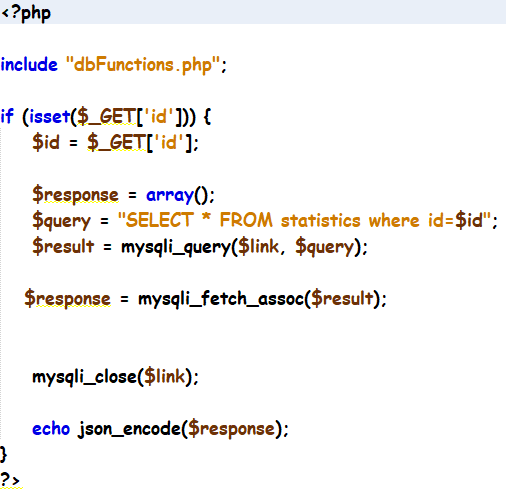 <?php
include "dbFunctions.php";
if (isset($_GET['id'])) {
$id = $_GET['id'];
$response = array();
$query = "SELECT * FROM statistics where id=$id";
$result = mysqli_query($link, $query);
$response = mysqli_fetch_assoc($result);
mysqli_close($link);
echo json_encode($response);
}
?>